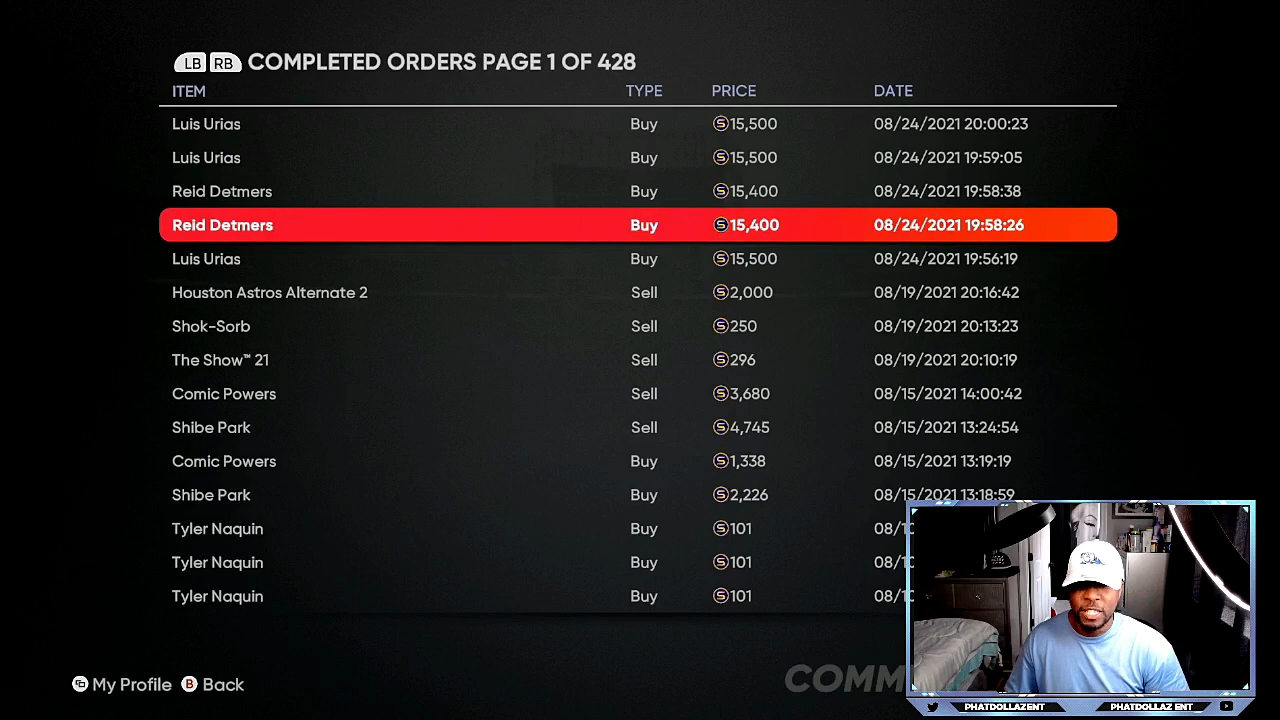 LB RB COMPLETED ORDERS PAGE 1 OF 428
ITEM TYPE PRICE DATE
Luis Urias Buy 15,500 08/24/2021 20:00:23
Luis Urias Buy 15,500 08/24/2021 19:59:05
Reid Detmers Buy 15,400 08/24/2021 19:58:38
Reid Detmers Buy 15,400 08/24/2021 19:58:26
Luis Urias Buy 15,500 08/24/2021 19:56:19
Houston Astros Alternate 2 Sell 2,000 08/19/2021 20:16:42
Shok-Sorb Sell 250 08/19/2021 20:13:23
The Show™ 21 Sell 296 08/19/2021 20:10:19
Comic Powers Sell 3,680 08/15/2021 14:00:42
Shibe Park Sell 4,745 08/15/2021 13:24:54
Comic Powers Buy 1,338 08/15/2021 13:19:19
Shibe Park Buy 2,226 08/15/2021 13:18:59
Tyler Naquin Buy 101 08/1
Tyler Naquin Buy 101 08/1
Tyler Naquin Buy 101 08/1
My Profile B Back
COMM
PHATDOLLAZENT PHATDOLLAZ ENT